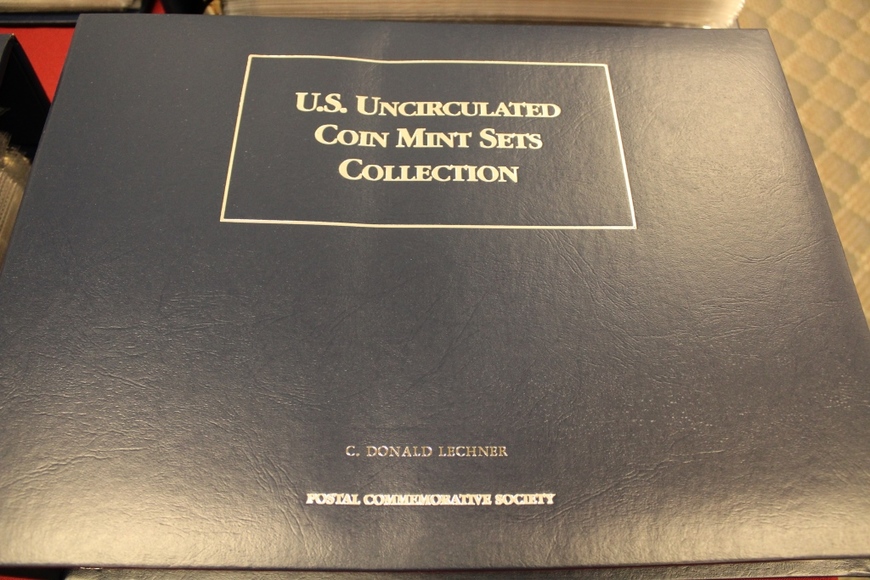 U.S. UNCIRCULATED
COIN MINT SETS
COLLECTION
C. DONALD LECHNER
POSTAL COMMEMORATIVE SOCIETY